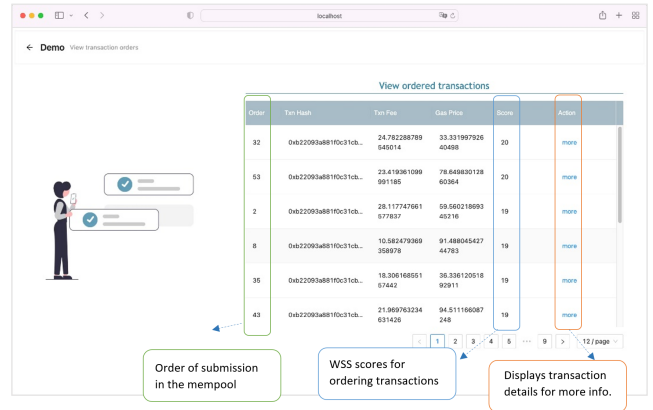 localhost
← Demo View transaction orders
View ordered transactions
Order Txn Hash Txn Fee Gas Price Score Action
32 0xb22093a881f0c31cb... 24.782288789 33.331997926 20 more
545014 40498
53 0xb22093a881f0c31cb... 23.419361099 78.649830128 20 more
991185 60364
2 0xb22093a881f0c31cb... 28.117747661 59.560218693 19 more
577837 45216
8 0xb22093a881f0c31cb... 10.582479369 91.488045427 19 more
358978 44783
35 0xb22093a881f0c31cb... 18.306168551 36.336120518 19 more
57442 92911
43 0xb22093a881f0c31cb... 21.969763234 94.511166087 19 more
631426 248
< 1 2 3 4 5 ••• 9 > 12 / page
Order of submission
in the mempool
WSS scores for
ordering transactions
Displays transaction
details for more info.